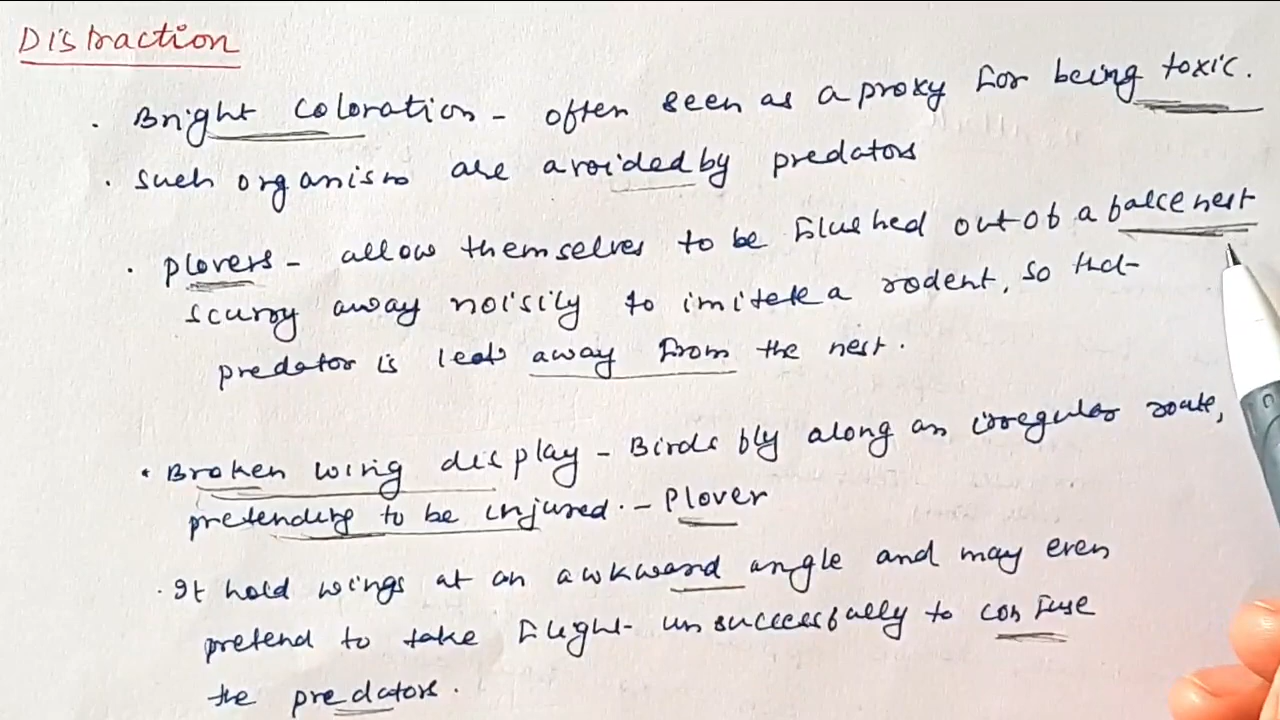 Distraction
. Bright coloration - often seen as a proxy for being toxic.
. such organism are avoided by predators
. plovers - allow themselves to be flushed out of a false nest
scurry away noisily to imitate a rodent, so that
predator is lead away from the nest.
. Broken wing display - Birds fly along an irregular route,
pretending to be injured. - Plover
. It hold wings at an awkward angle and may even
pretend to take flight unsuccessfully to confuse
the predators.